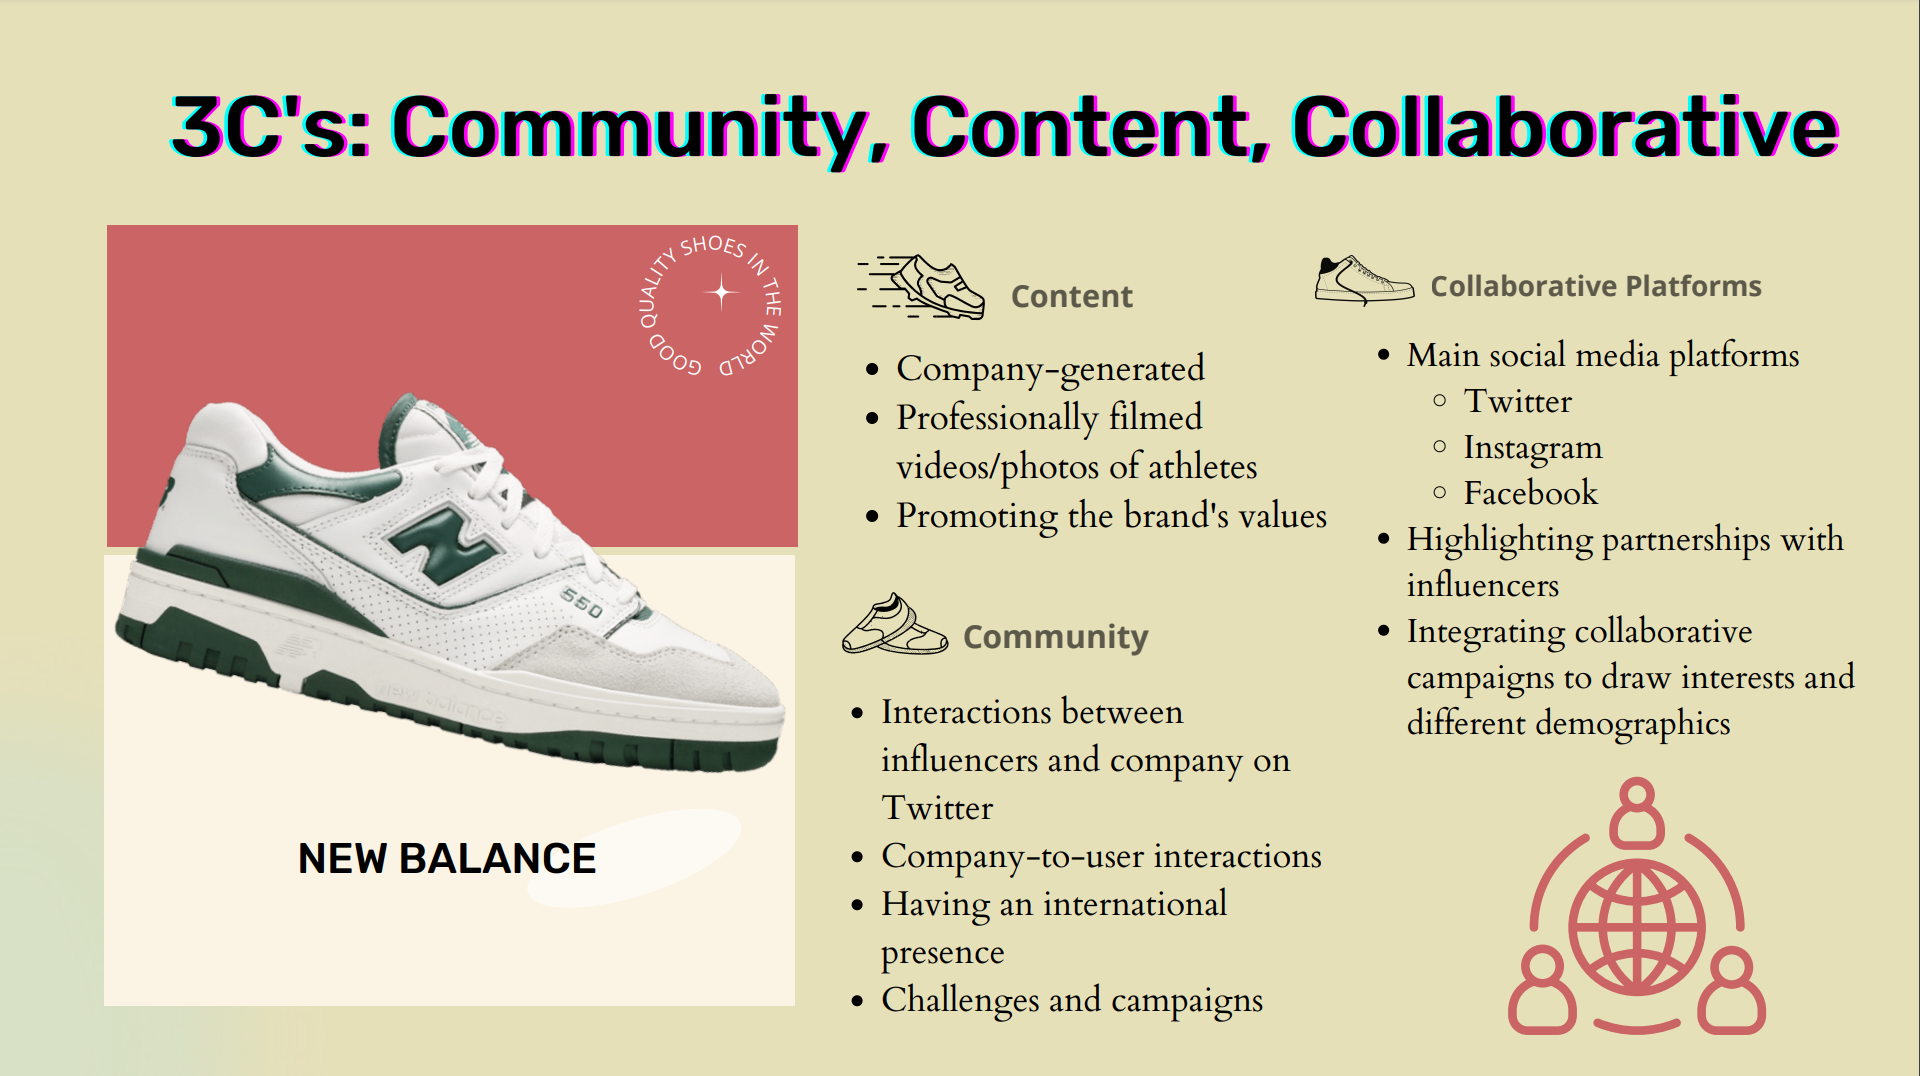 3C's: Community, Content, Collaborative
GOOD QUALITY SHOES IN THE WORLD
N
550
new balance
NEW BALANCE
Content
Company-generated
Professionally filmed
videos/photos of athletes
Promoting the brand's values
Community
Interactions between
influencers and company on
Twitter
Company-to-user interactions
Having an international
presence
Challenges and campaigns
Collaborative Platforms
Main social media platforms
Twitter
Instagram
Facebook
Highlighting partnerships with
influencers
Integrating collaborative
campaigns to draw interests and
different demographics